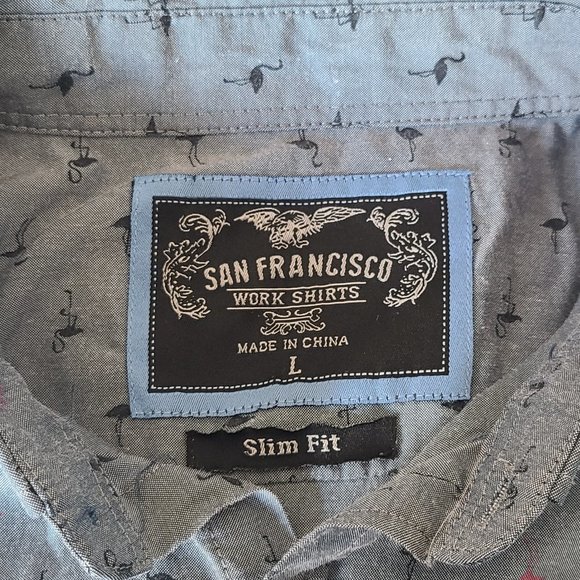 SAN FRANCISCO
WORK SHIRTS
MADE IN CHINA
L
Slim Fit